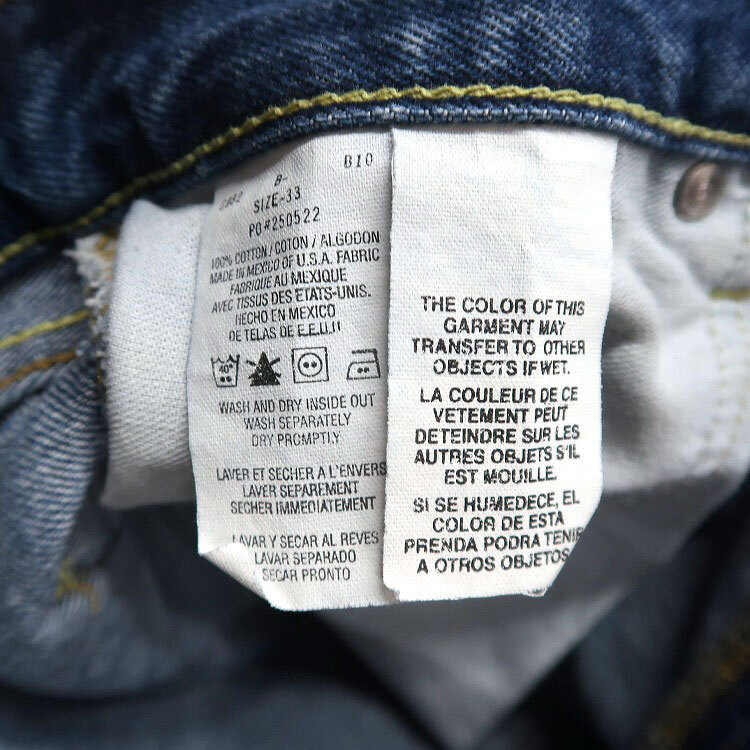 B10
B-
SIZE-33
PO#250522
100% COTTON / COTON / ALGODON
MADE IN MEXICO OF U.S.A. FABRIC
FABRIQUE AU MEXIQUE
AVEC TISSUS DES ETATS-UNIS.
HECHO EN MEXICO
DE TELAS DE E.E.U.U
40°
WASH AND DRY INSIDE OUT
WASH SEPARATELY
DRY PROMPTLY
LAVER ET SECHER A L'ENVERS
LAVER SEPAREMENT
SECHER IMMEDIATEMENT
LAVAR Y SECAR AL REVES
LAVAR SEPARADO
SECAR PRONTO
THE COLOR OF THIS
GARMENT MAY
TRANSFER TO OTHER
OBJECTS IF WET.
LA COULEUR DE CE
VETEMENT PEUT
DETEINDRE SUR LES
AUTRES OBJETS S'IL
EST MOUILLE.
SI SE HUMEDECE, EL
COLOR DE ESTA
PRENDA PODRA TENIR
A OTROS OBJETOS